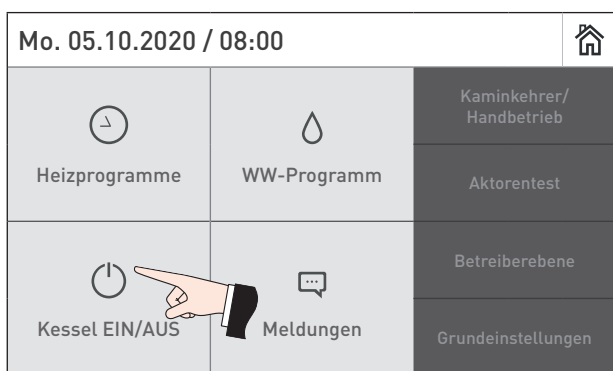 Mo. 05.10.2020 / 08:00
Heizprogramme
WW-Programm
Kaminkehrer/
Handbetrieb
Aktorentest
Kessel EIN/AUS
Meldungen
Betreiberebene
Grundeinstellungen